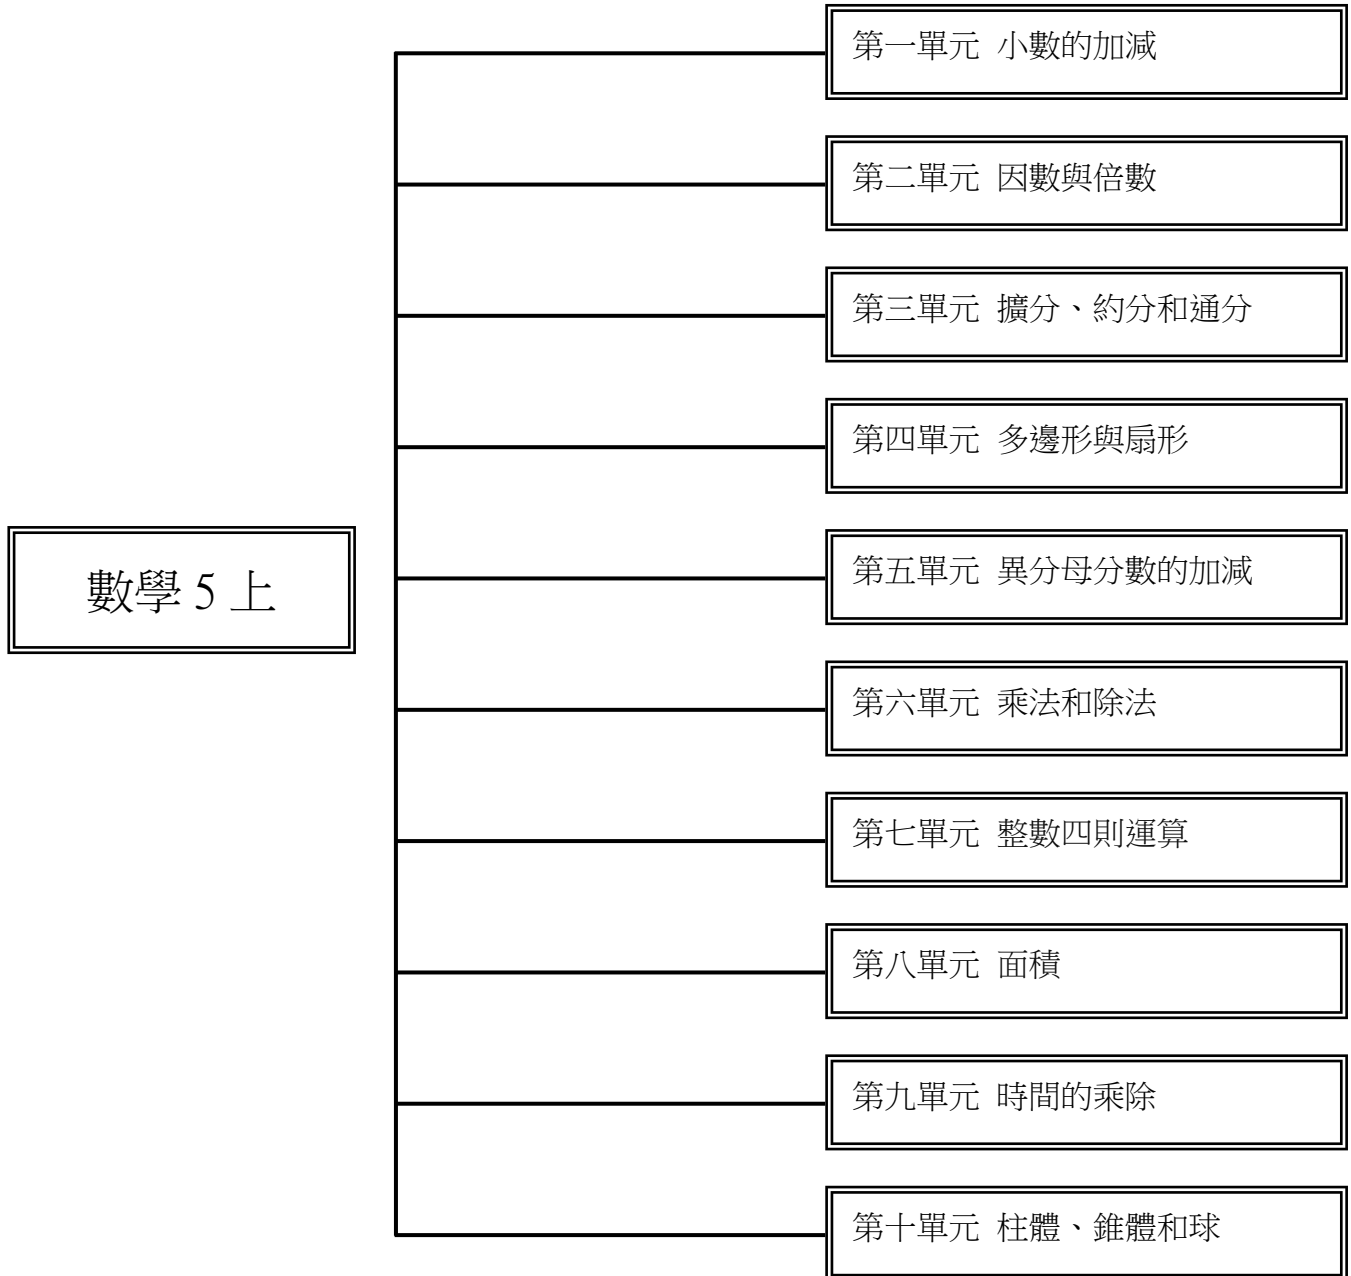 第一單元 小數的加減
第二單元 因數與倍數
第三單元 擴分、約分和通分
第四單元 多邊形與扇形
第五單元 異分母分數的加減
數學 5 上
第六單元 乘法和除法
第七單元 整數四則運算
第八單元 面積
第九單元 時間的乘除
第十單元 柱體、錐體和球